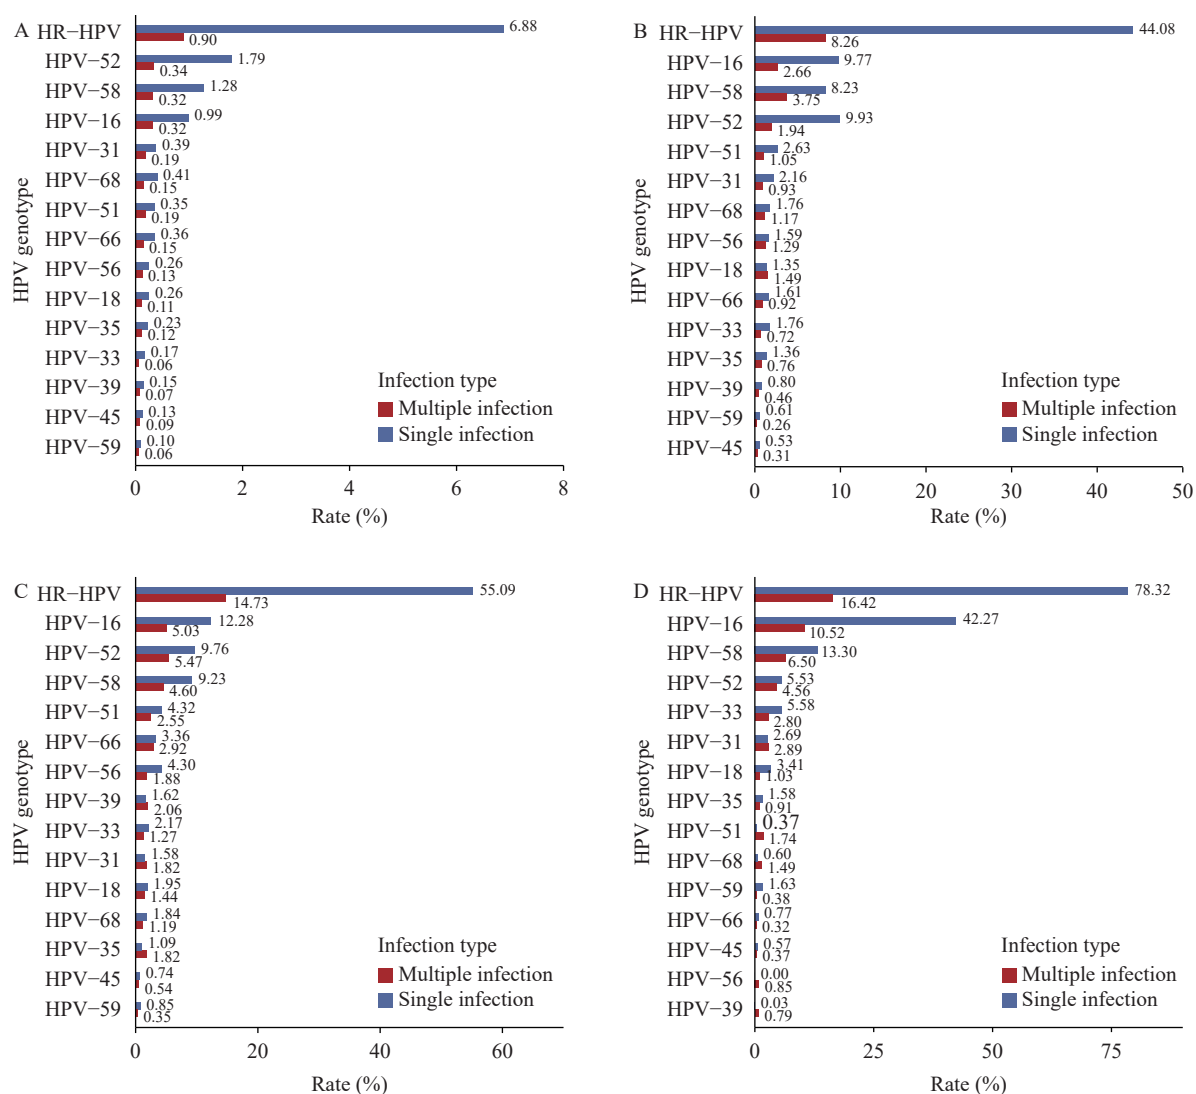 A
HPV genotype
HR−HPV 6.88
0.90
HPV−52 1.79
0.34
HPV−58 1.28
0.32
HPV−16 0.99
0.32
HPV−31 0.39
0.19
HPV−68 0.41
0.15
HPV−51 0.35
0.19
HPV−66 0.36
0.15
HPV−56 0.26
0.13
HPV−18 0.26
0.11
HPV−35 0.23
0.12
HPV−33 0.17
0.06
HPV−39 0.15
0.07
HPV−45 0.13
0.09
HPV−59 0.10
0.06
Infection type
Multiple infection
Single infection
0 2 4 6 8
Rate (%)
B
HPV genotype
HR−HPV 44.08
8.26
HPV−16 9.77
2.66
HPV−58 8.23
3.75
HPV−52 9.93
1.94
HPV−51 2.63
1.05
HPV−31 2.16
0.93
HPV−68 1.76
1.17
HPV−56 1.59
1.29
HPV−18 1.35
1.49
HPV−66 1.61
0.92
HPV−33 1.76
0.72
HPV−35 1.36
0.76
HPV−39 0.80
0.46
HPV−59 0.61
0.26
HPV−45 0.53
0.31
Infection type
Multiple infection
Single infection
0 10 20 30 40 50
Rate (%)
C
HPV genotype
HR−HPV 55.09
14.73
HPV−16 12.28
5.03
HPV−52 9.76
5.47
HPV−58 9.23
4.60
HPV−51 4.32
2.55
HPV−66 3.36
2.92
HPV−56 4.30
1.88
HPV−39 1.62
2.06
HPV−33 2.17
1.27
HPV−31 1.58
1.82
HPV−18 1.95
1.44
HPV−68 1.84
1.19
HPV−35 1.09
1.82
HPV−45 0.74
0.54
HPV−59 0.85
0.35
Infection type
Multiple infection
Single infection
0 20 40 60
Rate (%)
D
HPV genotype
HR−HPV 78.32
16.42
HPV−16 42.27
10.52
HPV−58 13.30
6.50
HPV−52 5.53
4.56
HPV−33 5.58
2.80
HPV−31 2.69
2.89
HPV−18 3.41
1.03
HPV−35 1.58
0.91
HPV−51 0.37
1.74
HPV−68 0.60
1.49
HPV−59 1.63
0.38
HPV−66 0.77
0.32
HPV−45 0.57
0.37
HPV−56 0.00
0.85
HPV−39 0.03
0.79
Infection type
Multiple infection
Single infection
0 25 50 75
Rate (%)